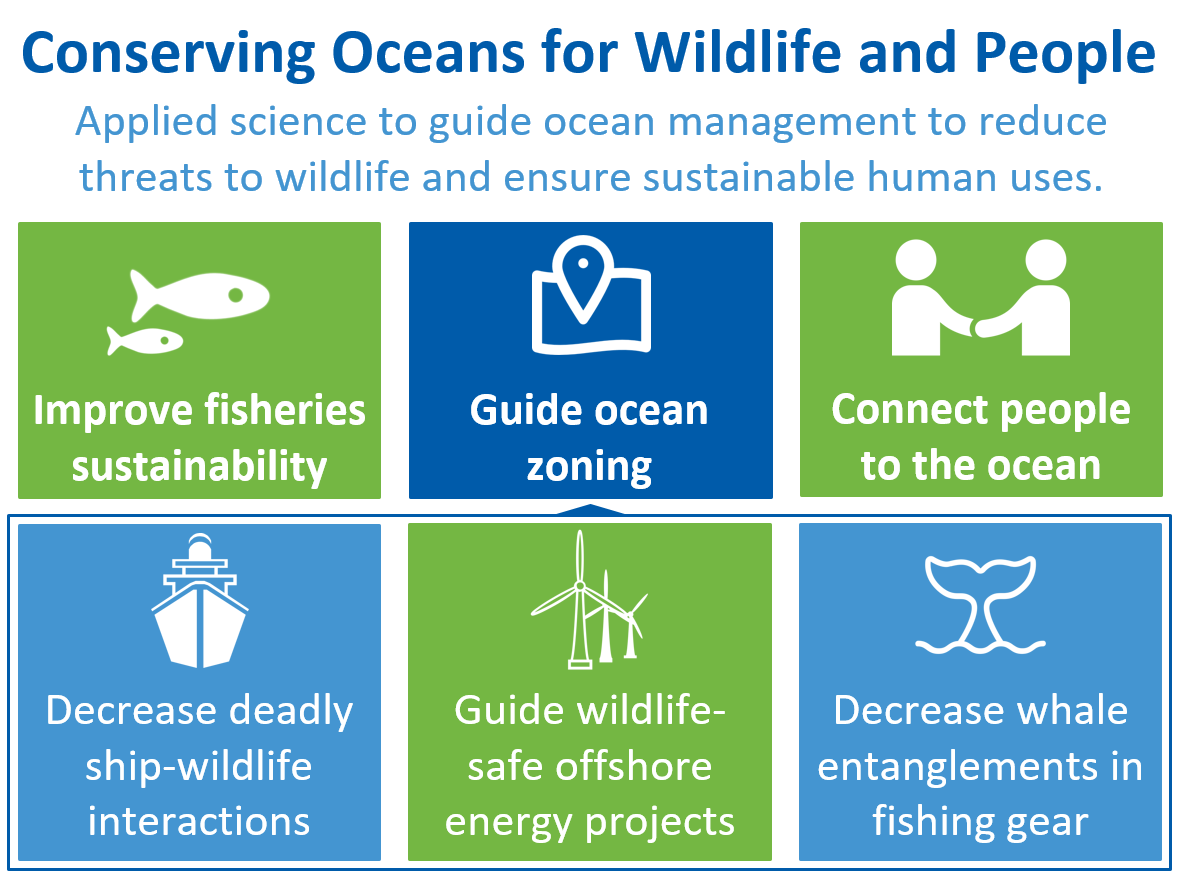 Conserving Oceans for Wildlife and People
Applied science to guide ocean management to reduce
threats to wildlife and ensure sustainable human uses.
Improve fisheries
sustainability
Guide ocean
zoning
Connect people
to the ocean
Decrease deadly
ship-wildlife
interactions
Guide wildlife-
safe offshore
energy projects
Decrease whale
entanglements in
fishing gear